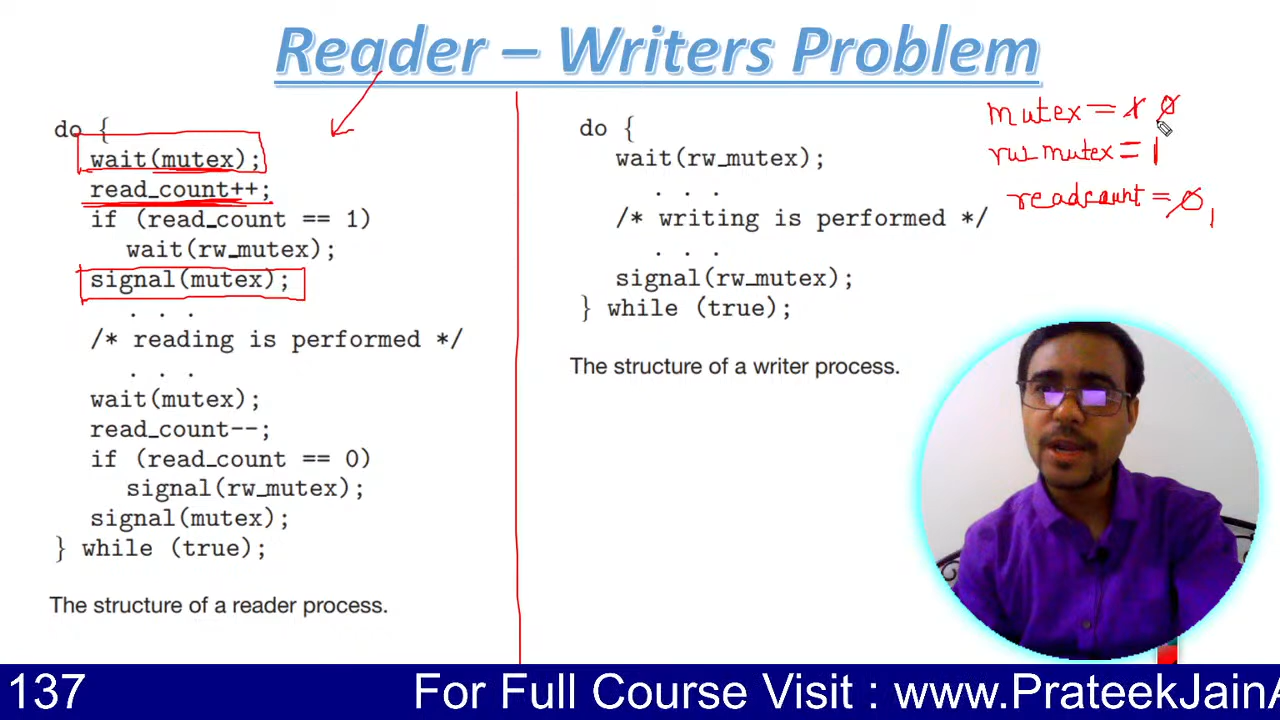 Reader – Writers Problem
do {
wait(mutex);
read_count++;
if (read_count == 1)
wait(rw_mutex);
signal(mutex);
. . .
/* reading is performed */
. . .
wait(mutex);
read_count--;
if (read_count == 0)
signal(rw_mutex);
signal(mutex);
} while (true);
The structure of a reader process.
do {
wait(rw_mutex);
. . .
/* writing is performed */
. . .
signal(rw_mutex);
} while (true);
The structure of a writer process.
mutex = 1 0
rw mutex = 1
readcount = 0 1
137 For Full Course Visit : www.PrateekJainA